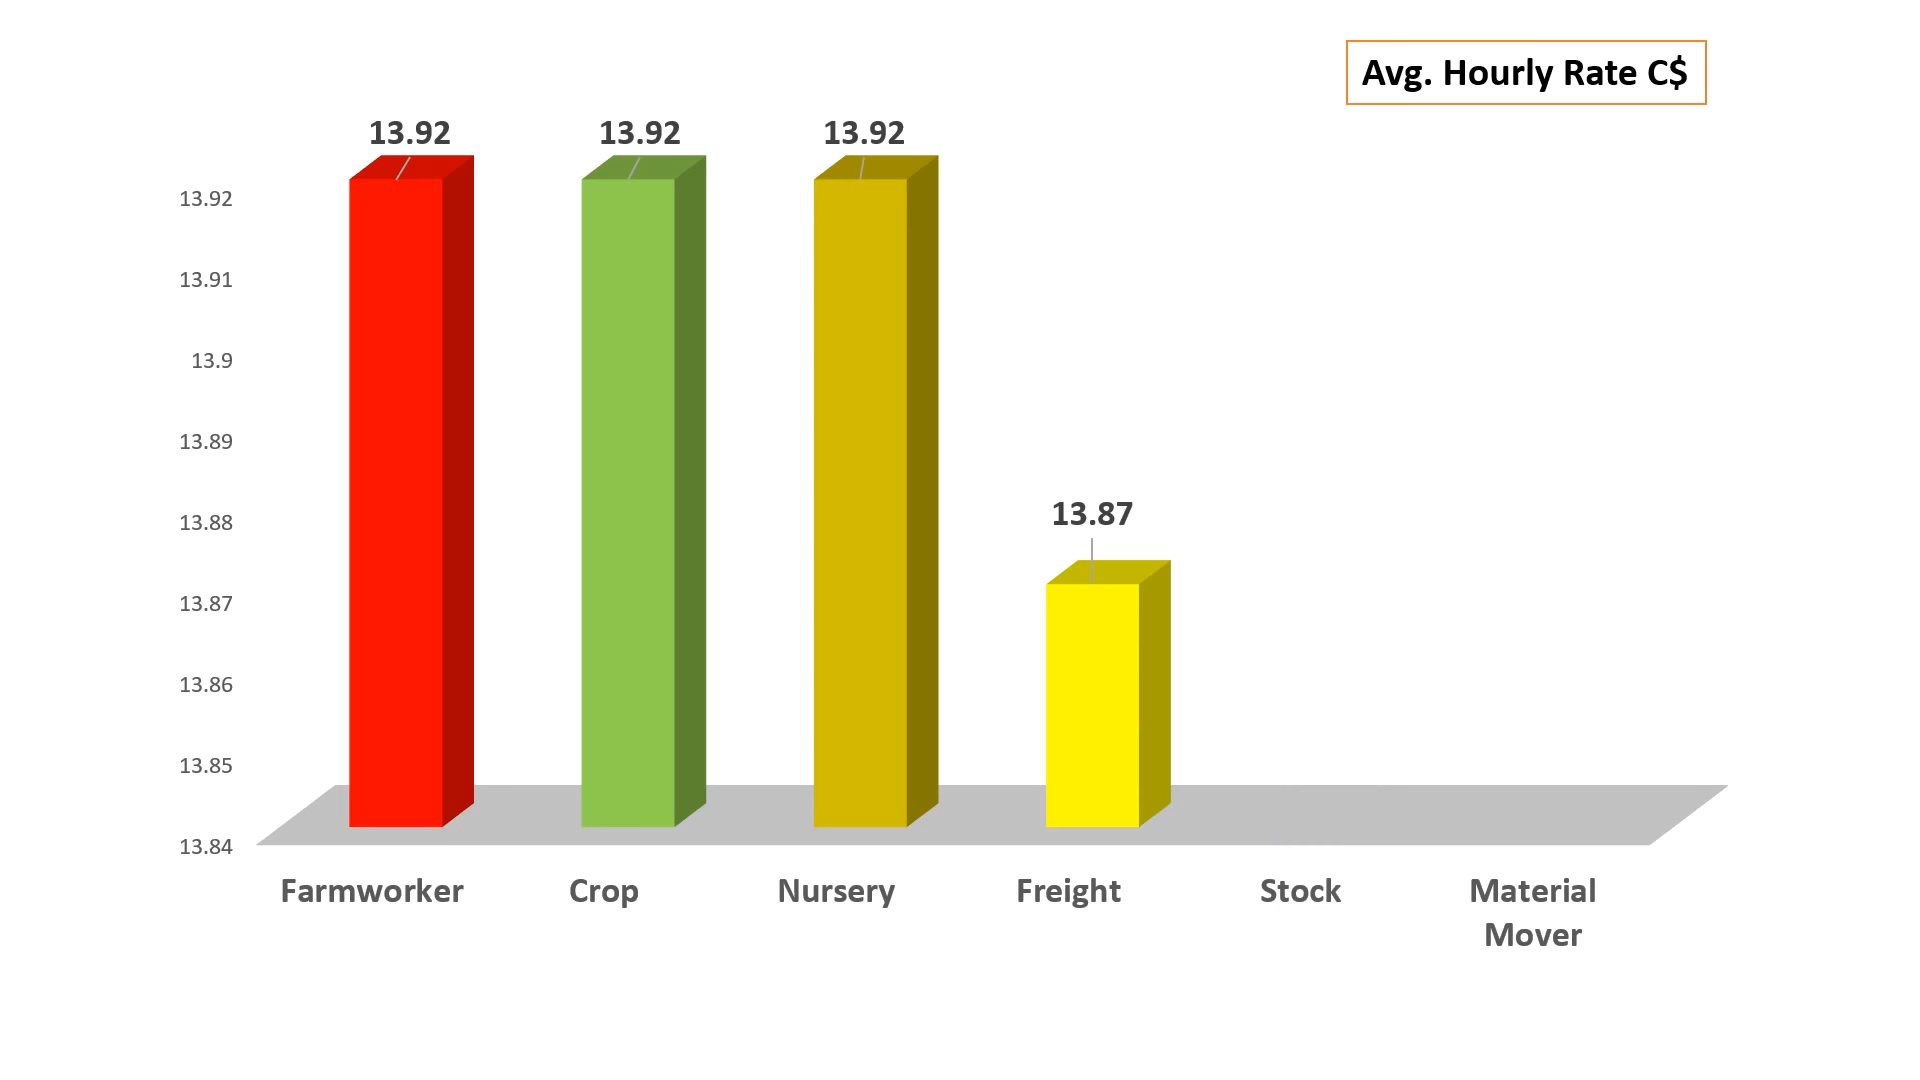 Avg. Hourly Rate C$
13.92
13.92
13.92
13.87
13.92
13.91
13.9
13.89
13.88
13.87
13.86
13.85
13.84
Farmworker
Crop
Nursery
Freight
Stock
Material
Mover